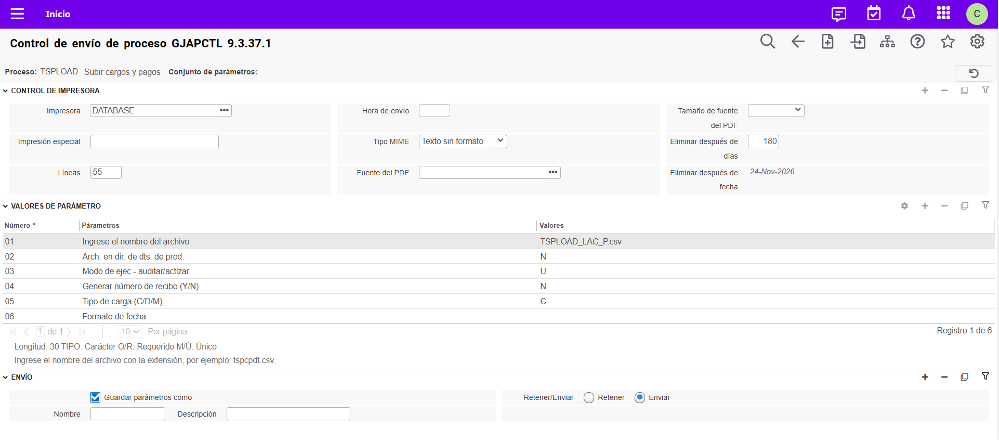 Inicio
C
Control de envío de proceso GJAPCTL 9.3.37.1
Proceso: TSPLOAD Subir cargos y pagos Conjunto de parámetros:
CONTROL DE IMPRESORA
Impresora DATABASE Hora de envío Tamaño de fuente del PDF
Impresión especial Tipo MIME Texto sin formato Eliminar después de días 180
Líneas 55 Fuente del PDF Eliminar después de fecha 24-Nov-2026
VALORES DE PARÁMETRO
Número * Párametros Valores
01 Ingrese el nombre del archivo TSPLOAD_LAC_P.csv
02 Arch. en dir. de dts. de prod. N
03 Modo de ejec - auditar/actlzar U
04 Generar número de recibo (Y/N) N
05 Tipo de carga (C/D/M) C
06 Formato de fecha
1 de 1 10 Por página Registro 1 de 6
Longitud: 30 TIPO: Carácter O/R: Requerido M/Ú: Único
Ingrese el nombre del archivo con la extensión, por ejemplo: tspcpdt.csv.
ENVÍO
Guardar parámetros como Retener/Enviar Retener Enviar
Nombre Descripción